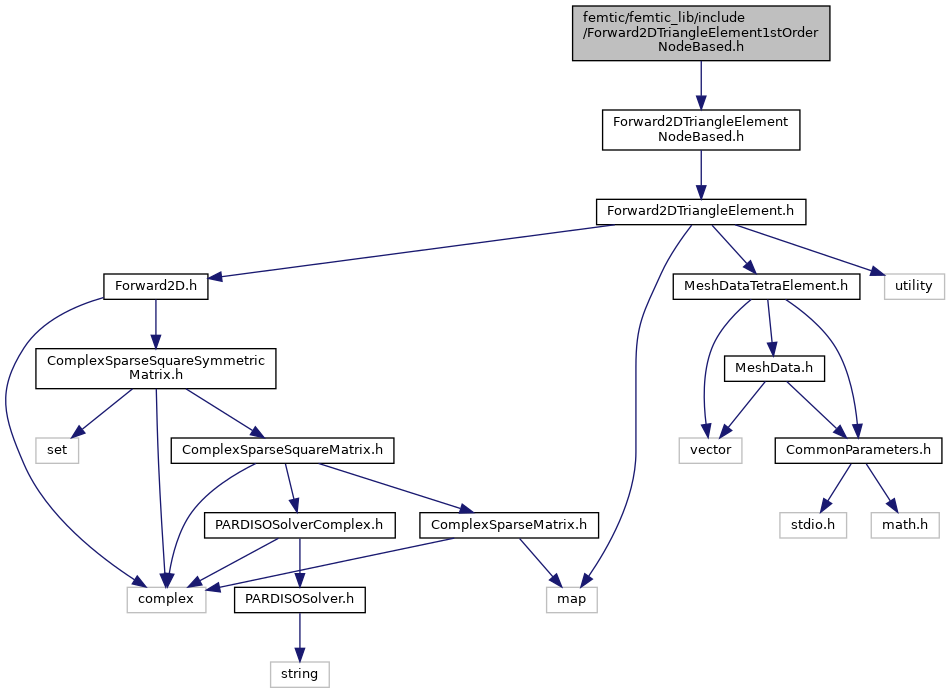 femtic/femtic_lib/include
/Forward2DTriangleElement1stOrder
NodeBased.h
Forward2DTriangleElement
NodeBased.h
Forward2DTriangleElement.h
Forward2D.h
MeshDataTetraElement.h
utility
ComplexSparseSquareSymmetric
Matrix.h
MeshData.h
set
ComplexSparseSquareMatrix.h
vector
CommonParameters.h
PARDISOSolverComplex.h
ComplexSparseMatrix.h
stdio.h
math.h
complex
PARDISOSolver.h
map
string